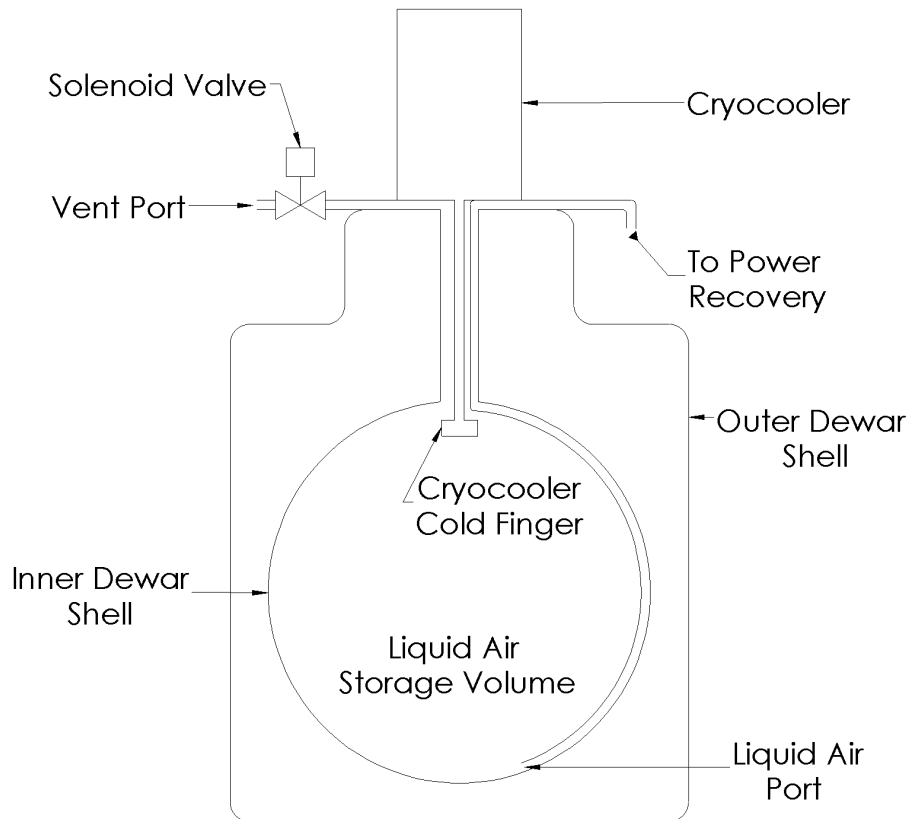 Solenoid Valve
Cryocooler
Vent Port
To Power
Recovery
Outer Dewar
Shell
Cryocooler
Cold Finger
Inner Dewar
Shell
Liquid Air
Storage Volume
Liquid Air
Port